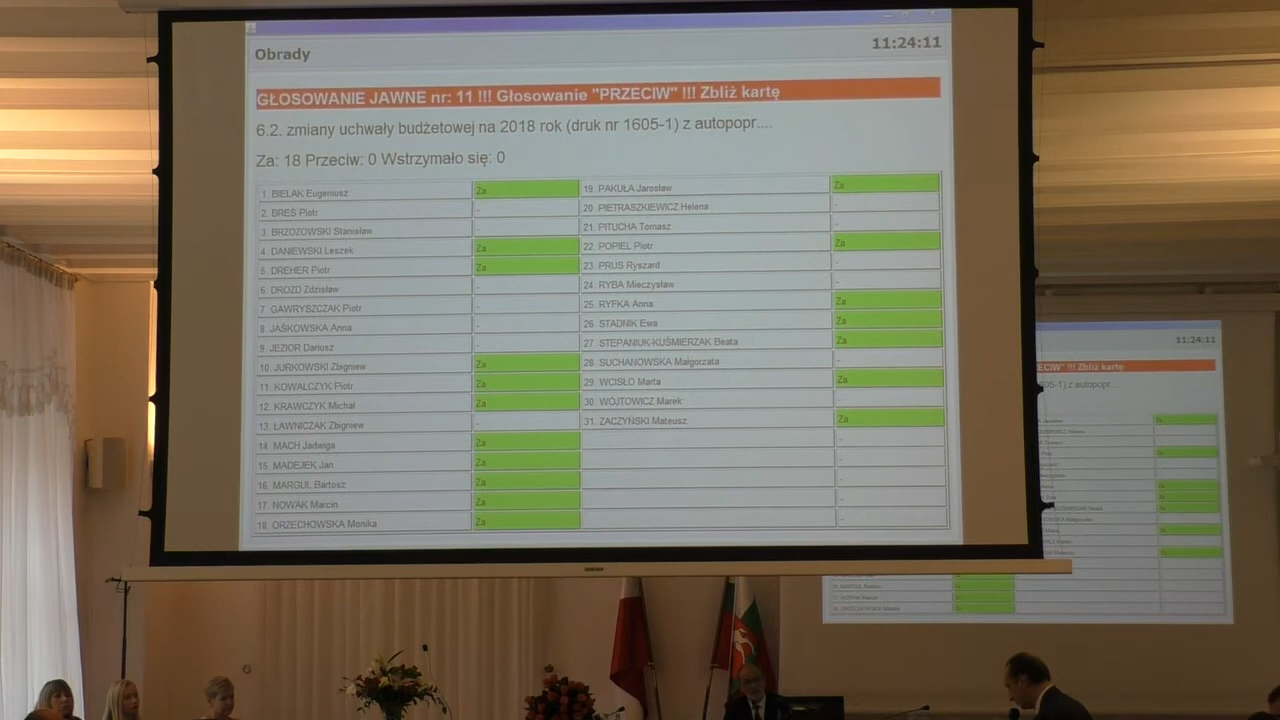 Obrady 11:24:11
GŁOSOWANIE JAWNE nr: 11 !!! Głosowanie "PRZECIW" !!! Zbliż kartę
6.2. zmiany uchwały budżetowej na 2018 rok (druk nr 1605-1) z autopopr....
Za: 18 Przeciw: 0 Wstrzymało się: 0
1. BIELAK Eugeniusz Za 19. PAKUŁA Jarosław Za
2. BREŚ Piotr - 20. PIETRASZKIEWICZ Helena -
3. BRZOZOWSKI Stanisław - 21. PITUCHA Tomasz -
4. DANIEWSKI Leszek Za 22. POPIEL Piotr Za
5. DREHER Piotr Za 23. PRUS Ryszard -
6. DROZD Zdzisław - 24. RYBA Mieczysław -
7. GAWRYSZCZAK Piotr - 25. RYFKA Anna Za
8. JAŚKOWSKA Anna - 26. STADNIK Ewa Za
9. JEZIOR Dariusz - 27. STEPANIUK-KUŚMIERZAK Beata Za
10. JURKOWSKI Zbigniew Za 28. SUCHANOWSKA Małgorzata -
11. KOWALCZYK Piotr Za 29. WCISŁO Marta Za
12. KRAWCZYK Michał Za 30. WÓJTOWICZ Marek -
13. ŁAWNICZAK Zbigniew - 31. ZACZYŃSKI Mateusz Za
14. MACH Jadwiga Za -
15. MADEJEK Jan Za -
16. MARGUL Bartosz Za -
17. NOWAK Marcin Za -
18. ORZECHOWSKA Monika Za -
11:24:11
!!! Zbliż kartę
605-1) z autopopr...